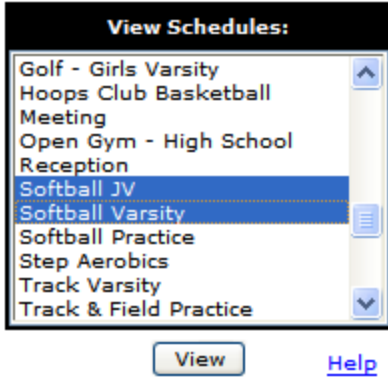 View Schedules:
Golf - Girls Varsity
Hoops Club Basketball
Meeting
Open Gym - High School
Reception
Softball JV
Softball Varsity
Softball Practice
Step Aerobics
Track Varsity
Track & Field Practice
View
Help